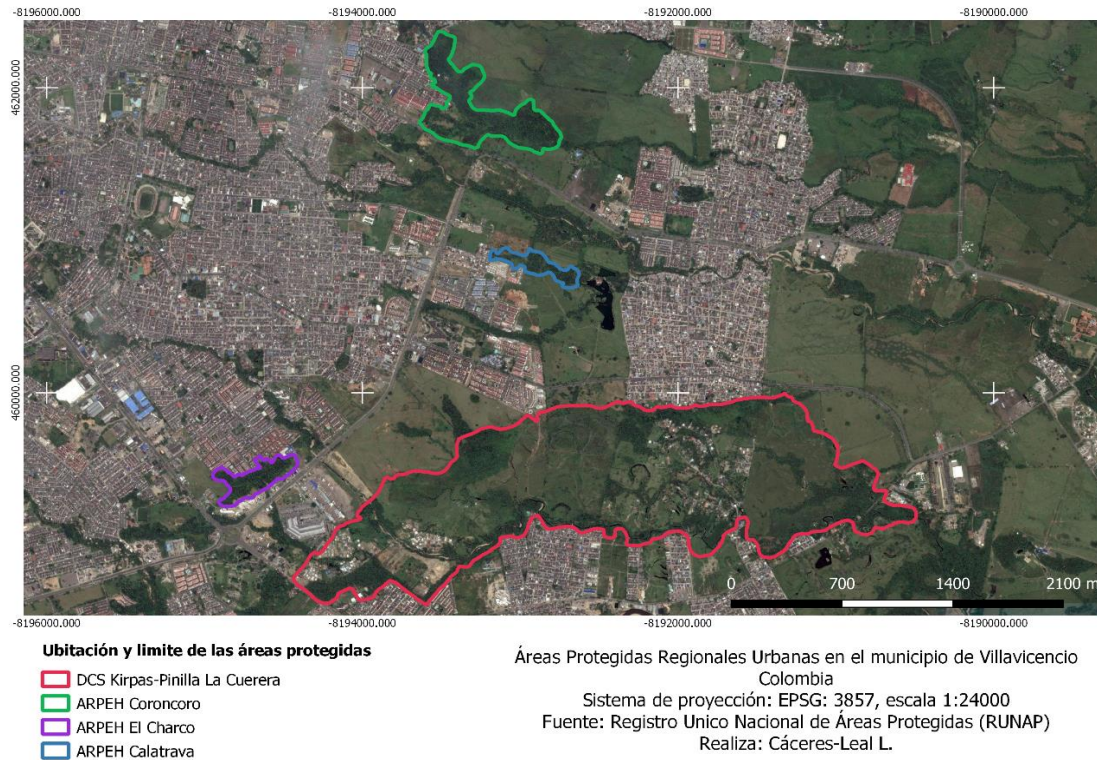 -8196000.000 -8194000.000 -8192000.000 -8190000.000
462000.000
460000.000
0 700 1400 2100 m
-8196000.000 -8194000.000 -8192000.000 -8190000.000
Ubitación y limite de las áreas protegidas
DCS Kirpas-Pinilla La Cuerera
ARPEH Coroncoro
ARPEH El Charco
ARPEH Calatrava
Áreas Protegidas Regionales Urbanas en el municipio de Villavicencio
Colombia
Sistema de proyección: EPSG: 3857, escala 1:24000
Fuente: Registro Unico Nacional de Áreas Protegidas (RUNAP)
Realiza: Cáceres-Leal L.